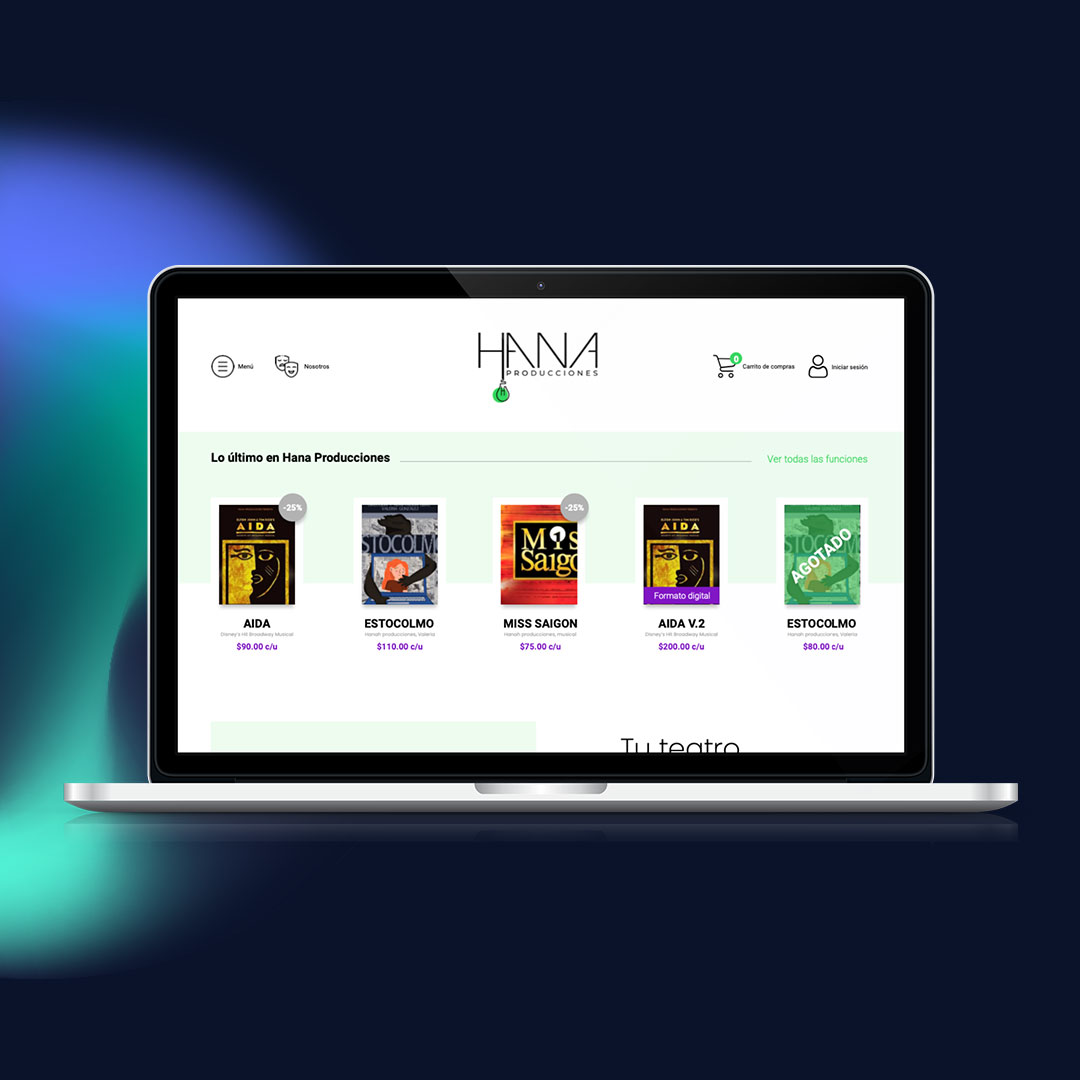 HANA
PRODUCCIONES
Menú
Nosotros
0
Carrito de compras
Iniciar sesión
Lo último en Hana Producciones
Ver todas las funciones
-25%
AIDA
STOCOLM
-25%
Mis
Saigo
AIDA
Formato digital
STOCOLM
AGOTADO
AIDA
Disney's Hit Broadway Musical
$90.00 c/u
ESTOCOLMO
Hanah producciones, Valeria
$110.00 c/u
MISS SAIGON
Hanah producciones, musical
$75.00 c/u
AIDA V.2
Disney's Hit Broadway Musical
$200.00 c/u
ESTOCOLMO
Hanah producciones, Valeria
$80.00 c/u
Tu teatro